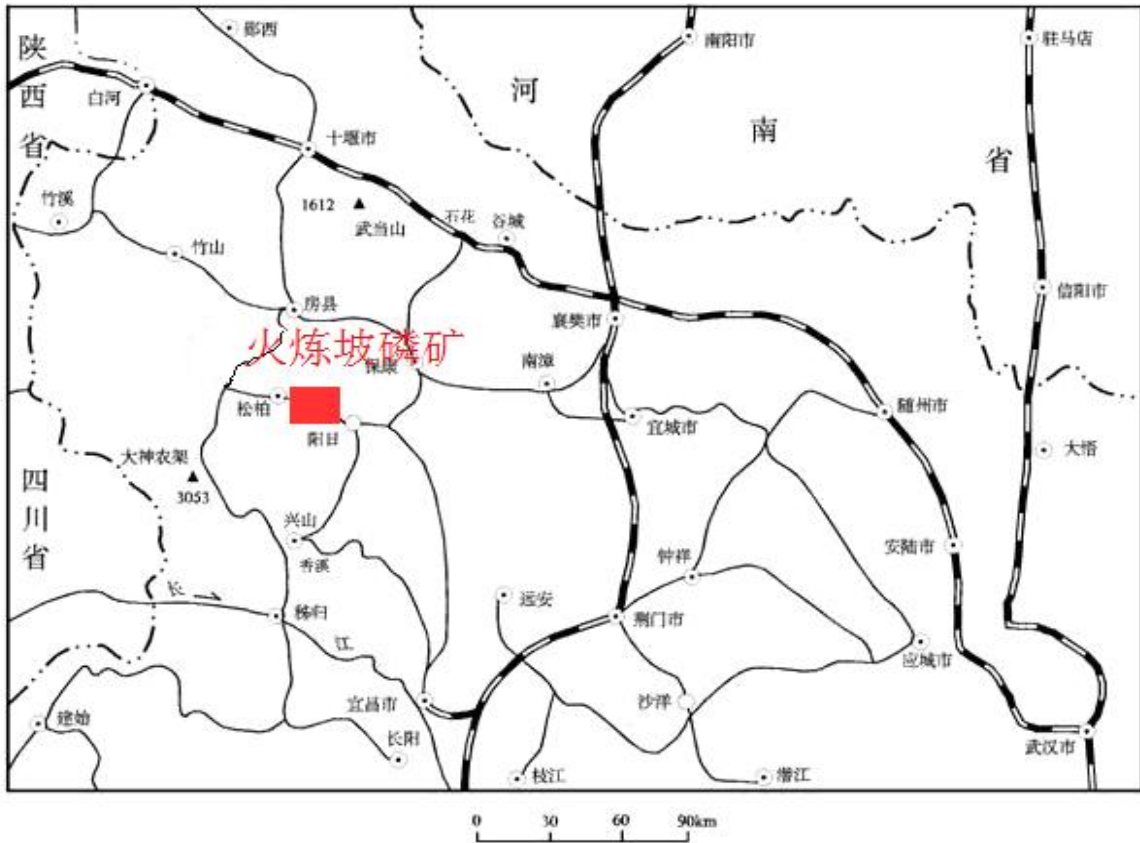 陕西省
郧西
白河
十堰市
南阳市
驻马店
河南省
竹溪
竹山
1612
武当山
石花
谷城
房县
襄樊市
信阳市
火炼坡磷矿
保康
南漳
松柏
阳日
宜城市
随州市
大悟
大神农架
3053
四川省
兴山
香溪
安陆市
钟祥
长江
秭归
远安
荆门市
应城市
宜昌市
沙洋
建始
长阳
枝江
潜江
武汉市
0 30 60 90km